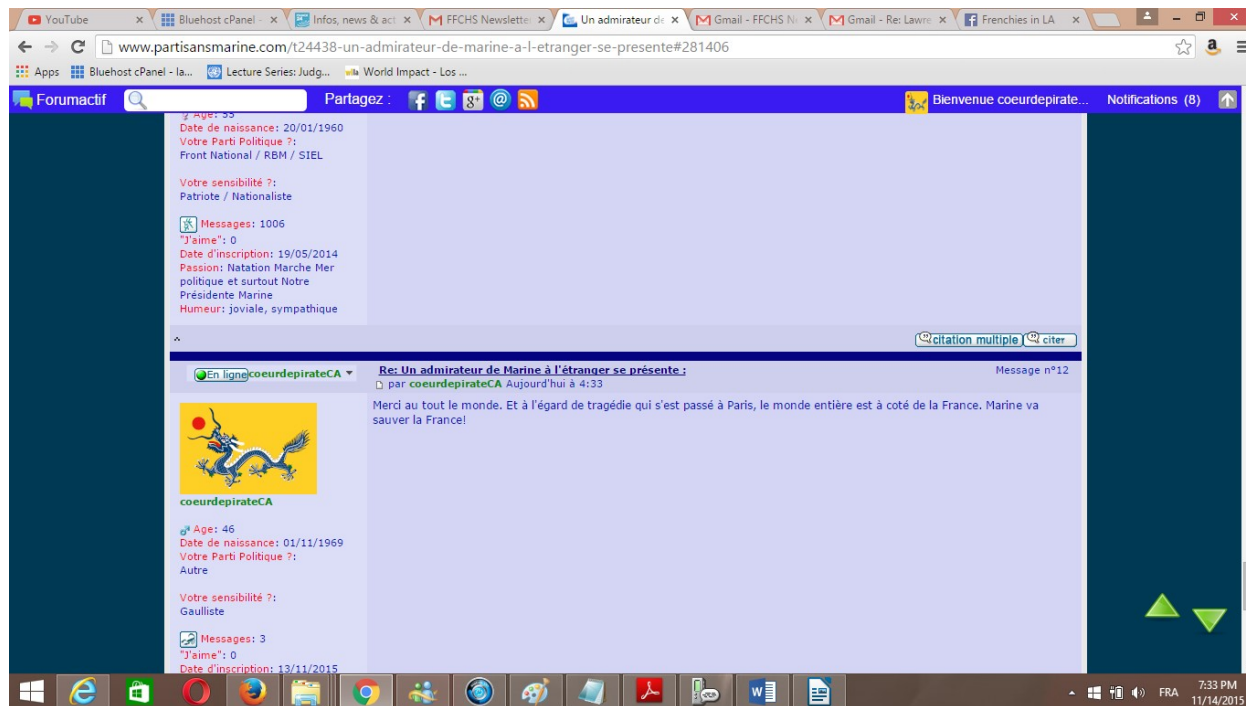 YouTube
Bluehost cPanel -
Infos, news & act
FFCHS Newslette
Un admirateur de
Gmail - FFCHS N
Gmail - Re: Lawre
Frenchies in LA
www.partisansmarine.com/t24438-un-admirateur-de-marine-a-l-etranger-se-presente#281406
Apps Bluehost cPanel - la... Lecture Series: Judg... World Impact - Los ...
Forumactif Partagez : Bienvenue coeurdepirate... Notifications (8)
Age: 55
Date de naissance: 20/01/1960
Votre Parti Politique ?:
Front National / RBM / SIEL
Votre sensibilité ?:
Patriote / Nationaliste
Messages: 1006
"J'aime": 0
Date d'inscription: 19/05/2014
Passion: Natation Marche Mer
politique et surtout Notre
Présidente Marine
Humeur: joviale, sympathique
citation multiple citer
En ligne coeurdepirateCA
Re: Un admirateur de Marine à l'étranger se présente :
Message n°12
par coeurdepirateCA Aujourd'hui à 4:33
Merci au tout le monde. Et à l'égard de tragédie qui s'est passé à Paris, le monde entière est à coté de la France. Marine va
sauver la France!
coeurdepirateCA
Age: 46
Date de naissance: 01/11/1969
Votre Parti Politique ?:
Autre
Votre sensibilité ?:
Gaulliste
Messages: 3
"J'aime": 0
Date d'inscription: 13/11/2015
FRA
7:33 PM
11/14/2015